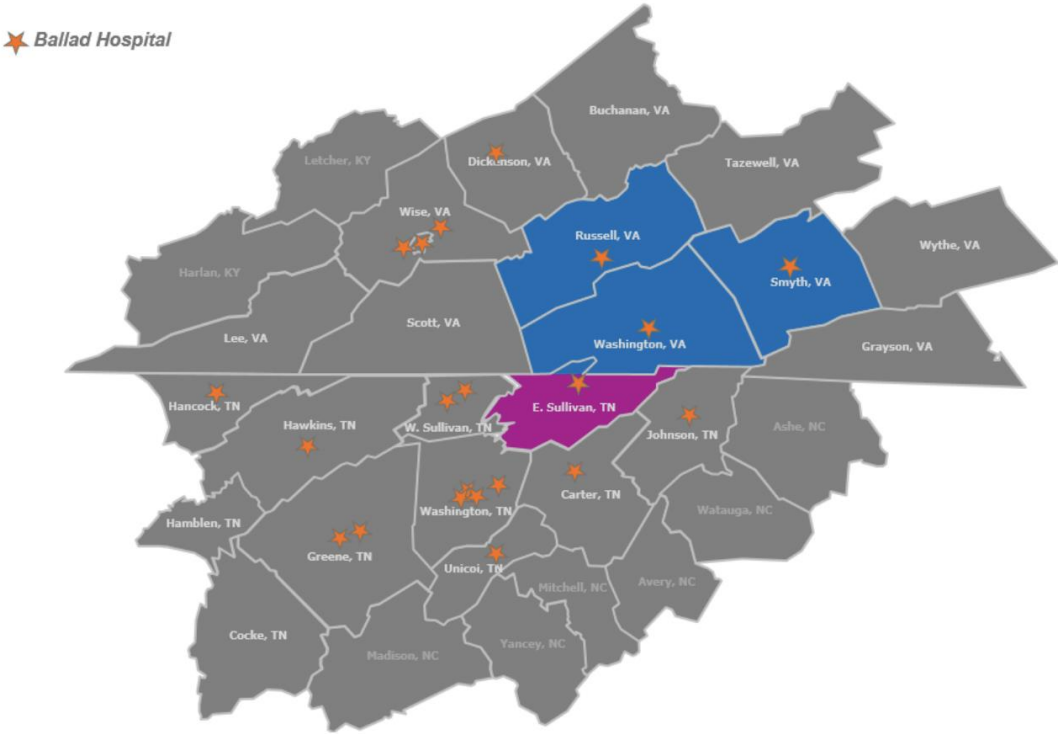 Ballad Hospital
Buchanan, VA
Letcher, KY
Dickenson, VA
Tazewell, VA
Wise, VA
Russell, VA
Wythe, VA
Harlan, KY
Smyth, VA
Scott, VA
Lee, VA
Washington, VA
Grayson, VA
Hancock, TN
E. Sullivan, TN
Hawkins, TN
W. Sullivan, TN
Johnson, TN
Ashe, NC
Carter, TN
Washington, TN
Watauga, NC
Hamblen, TN
Greene, TN
Unicoi, TN
Mitchell, NC
Avery, NC
Cocke, TN
Yancey, NC
Madison, NC